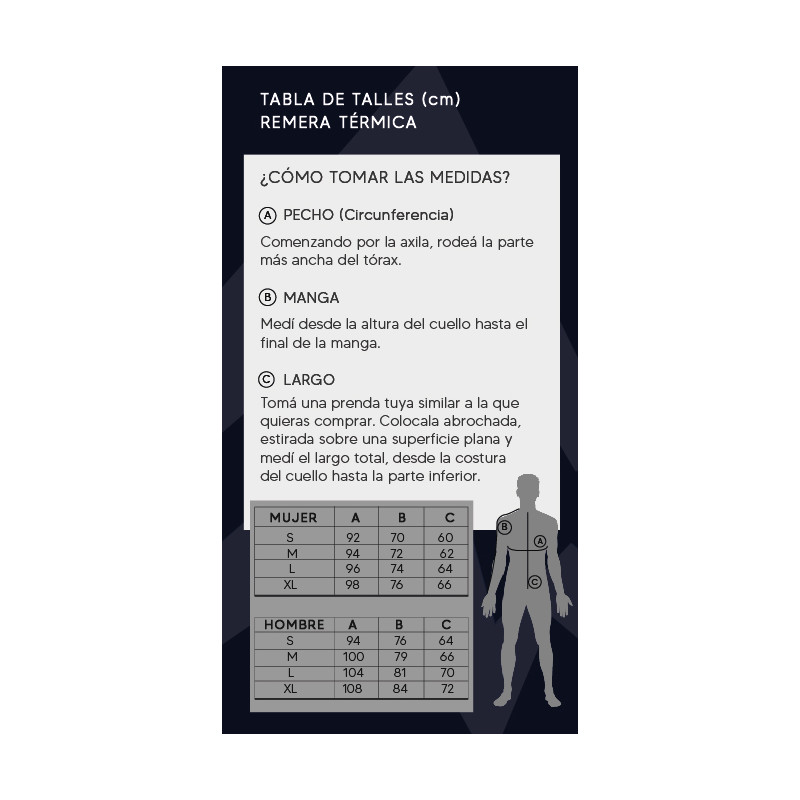 TABLA DE TALLES (cm)
REMERA TÉRMICA
¿CÓMO TOMAR LAS MEDIDAS?
A PECHO (Circunferencia)
Comenzando por la axila, rodeá la parte
más ancha del tórax.
B MANGA
Medí desde la altura del cuello hasta el
final de la manga.
C LARGO
Tomá una prenda tuya similar a la que
quieras comprar. Colocala abrochada,
estirada sobre una superficie plana y
medí el largo total, desde la costura
del cuello hasta la parte inferior.
MUJER A B C
S 92 70 60
M 94 72 62
L 96 74 64
XL 98 76 66
HOMBRE A B C
S 94 76 64
M 100 79 66
L 104 81 70
XL 108 84 72
B
A
C